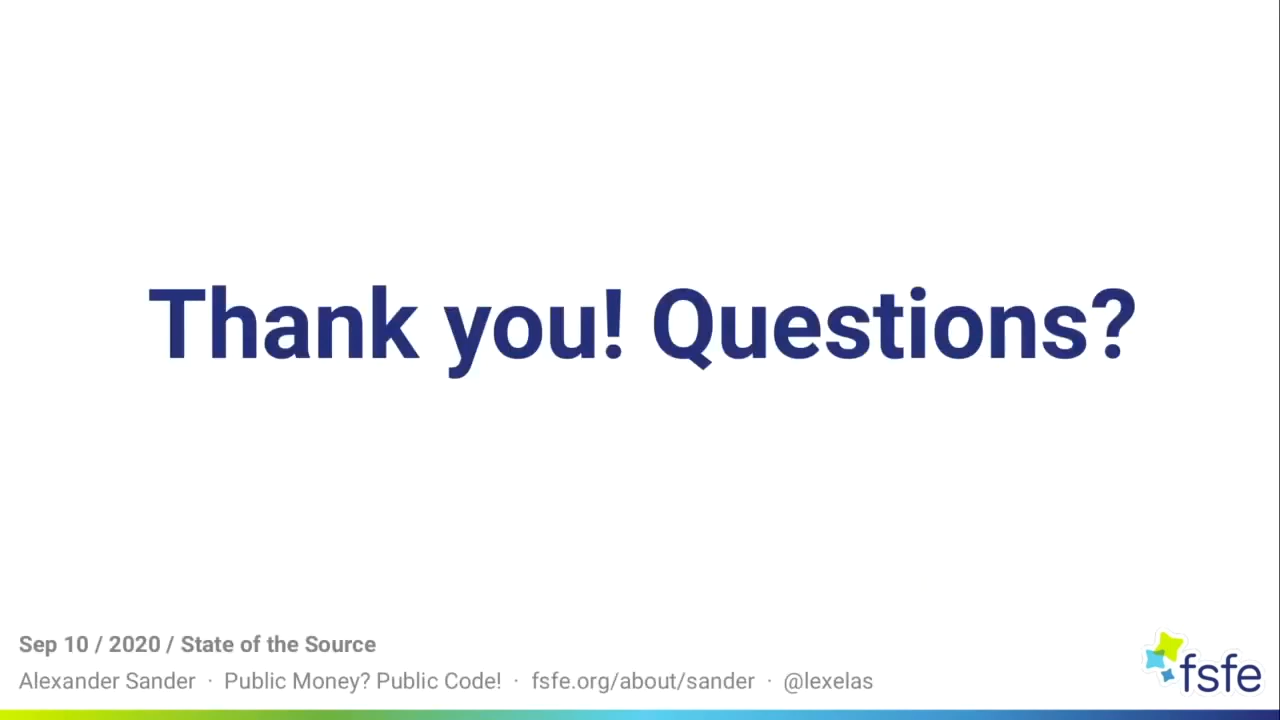 Thank you! Questions?
Sep 10 / 2020 / State of the Source
Alexander Sander · Public Money? Public Code! · fsfe.org/about/sander · @lexelas
fsfe